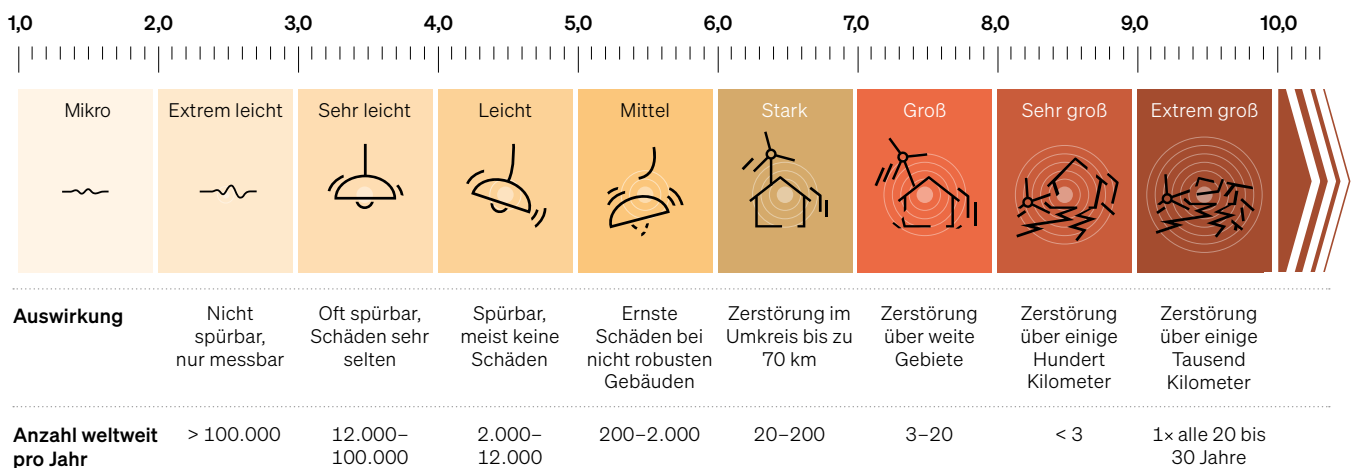 1,0 2,0 3,0 4,0 5,0 6,0 7,0 8,0 9,0 10,0
Mikro Extrem leicht Sehr leicht Leicht Mittel Stark Groß Sehr groß Extrem groß
Auswirkung
Nicht
spürbar,
nur messbar
Oft spürbar,
Schäden sehr
selten
Spürbar,
meist keine
Schäden
Ernste
Schäden bei
nicht robusten
Gebäuden
Zerstörung im
Umkreis bis zu
70 km
Zerstörung
über weite
Gebiete
Zerstörung
über einige
Hundert
Kilometer
Zerstörung
über einige
Tausend
Kilometer
Anzahl weltweit
pro Jahr
> 100.000
12.000–
100.000
2.000–
12.000
200–2.000
20–200
3–20
< 3
1× alle 20 bis
30 Jahre